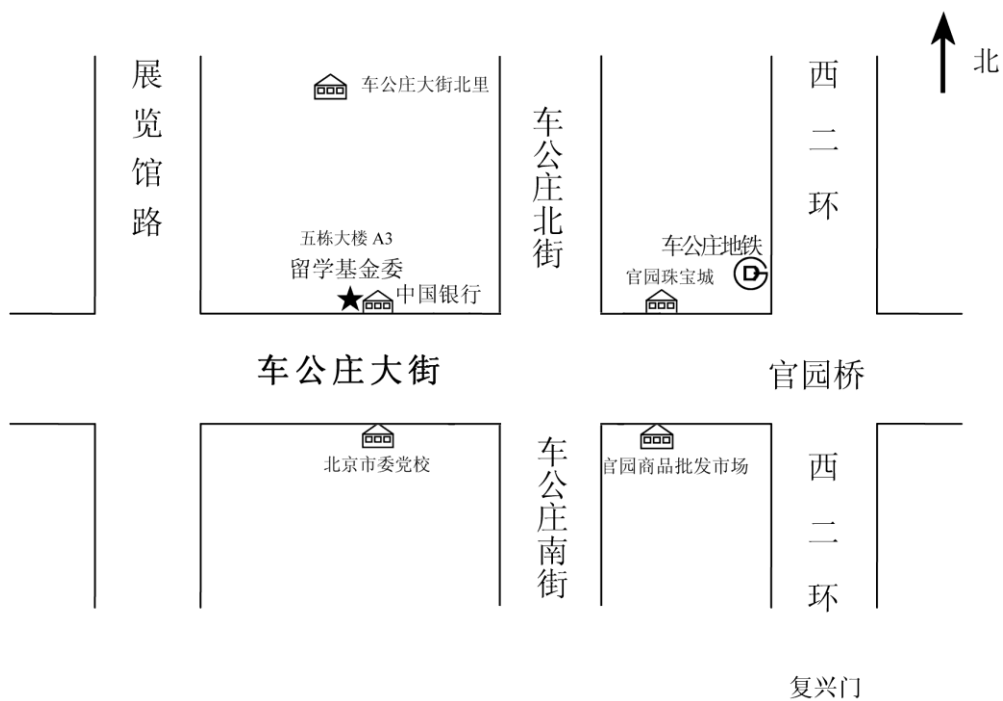 北
展览馆路
车公庄大街北里
车公庄北街
西二环
五栋大楼 A3
留学基金委
中国银行
车公庄地铁
官园珠宝城
车公庄大街
官园桥
北京市委党校
车公庄南街
官园商品批发市场
西二环
复兴门